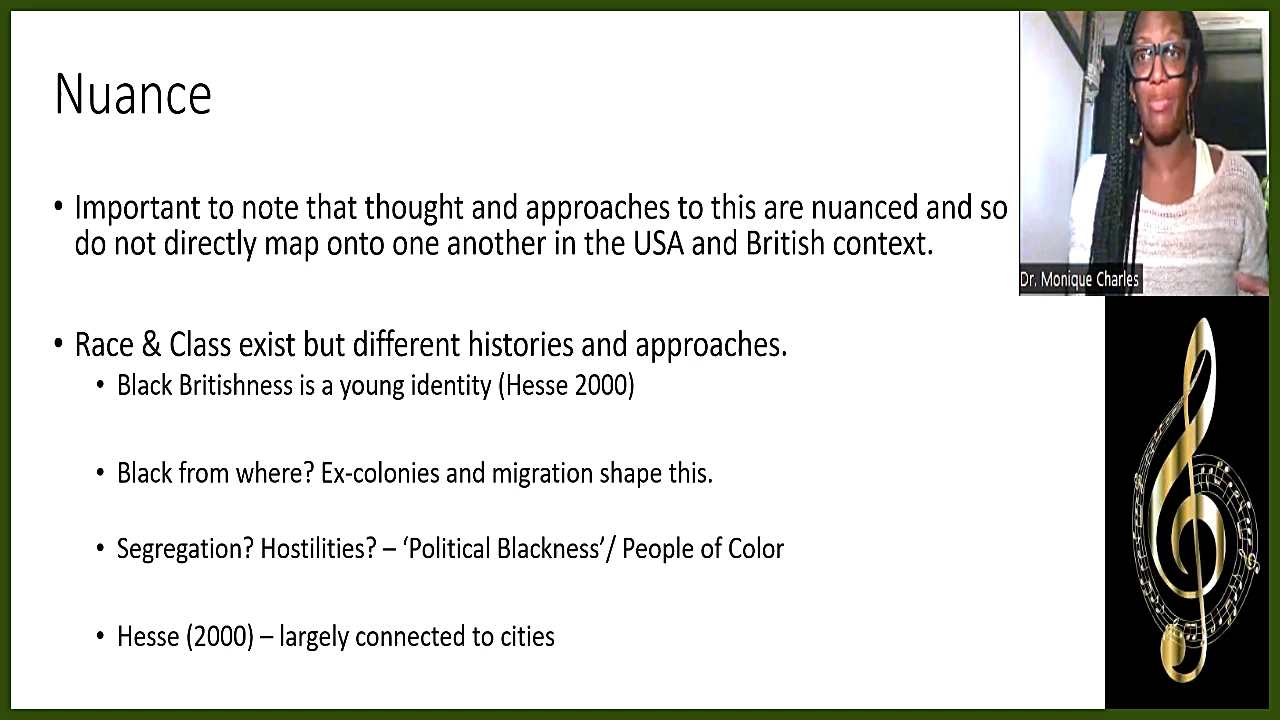 Nuance
• Important to note that thought and approaches to this are nuanced and so
do not directly map onto one another in the USA and British context.
• Race & Class exist but different histories and approaches.
• Black Britishness is a young identity (Hesse 2000)
• Black from where? Ex-colonies and migration shape this.
• Segregation? Hostilities? – ‘Political Blackness’/ People of Color
• Hesse (2000) – largely connected to cities
Dr. Monique Charles